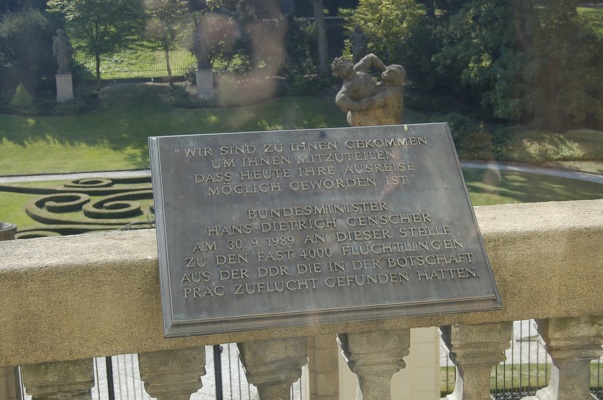 WIR SIND ZU IHNEN GEKOMMEN,
UM IHNEN MITZUTEILEN,
DASS HEUTE IHRE AUSREISE
MÖGLICH GEWORDEN IST.
BUNDESMINISTER
HANS-DIETRICH GENSCHER
AM 30.9.1989 AN DIESER STELLE
ZU DEN FAST 4000 FLÜCHTLINGEN
AUS DER DDR, DIE IN DER BOTSCHAFT
PRAG ZUFLUCHT GEFUNDEN HATTEN.